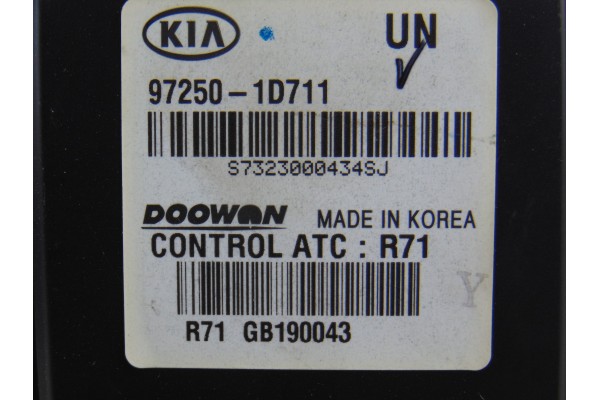 KIA UN
97250-1D711
S7323000434SJ
DOOWON MADE IN KOREA
CONTROL ATC : R71
Y
R71 GB190043